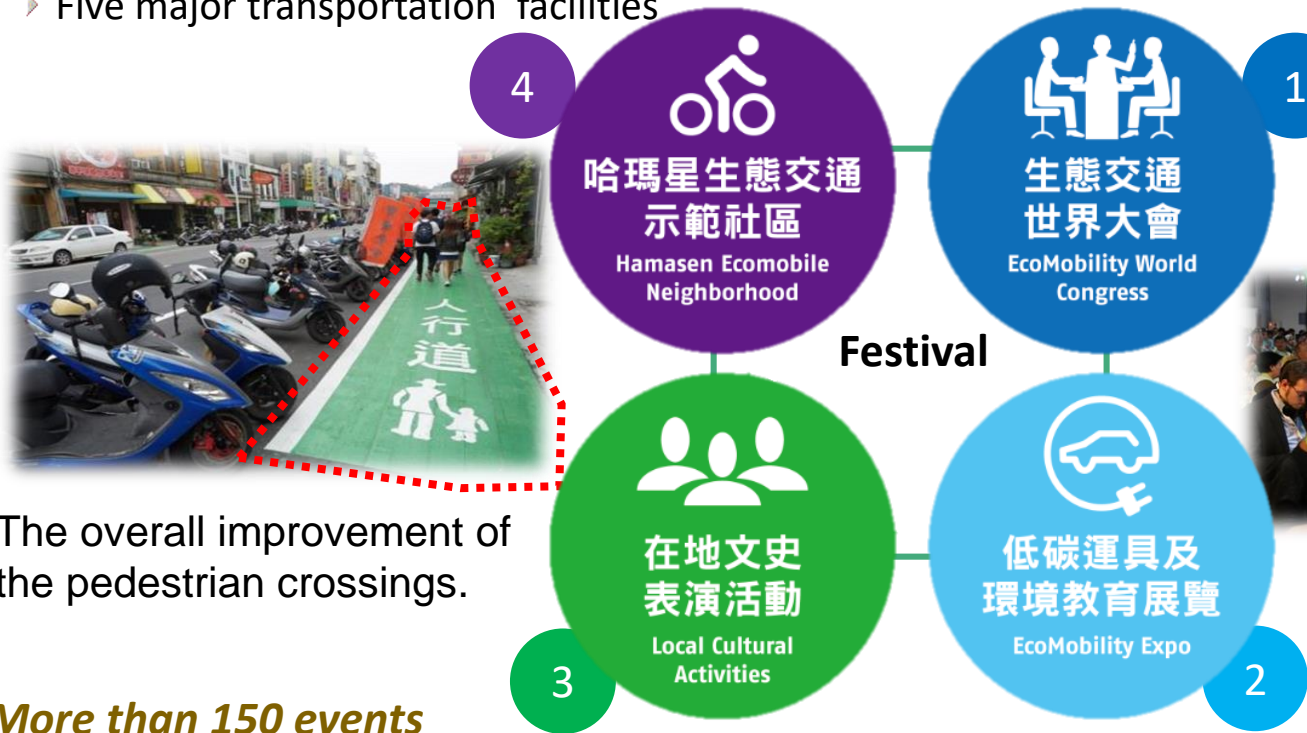 Five major transportation facilities
4
哈瑪星生態交通
示範社區
Hamasen Ecomobile
Neighborhood
1
生態交通
世界大會
EcoMobility World
Congress
人行道
Festival
The overall improvement of
the pedestrian crossings.
3
在地文史
表演活動
Local Cultural
Activities
低碳運具及
環境教育展覽
EcoMobility Expo
2
More than 150 events